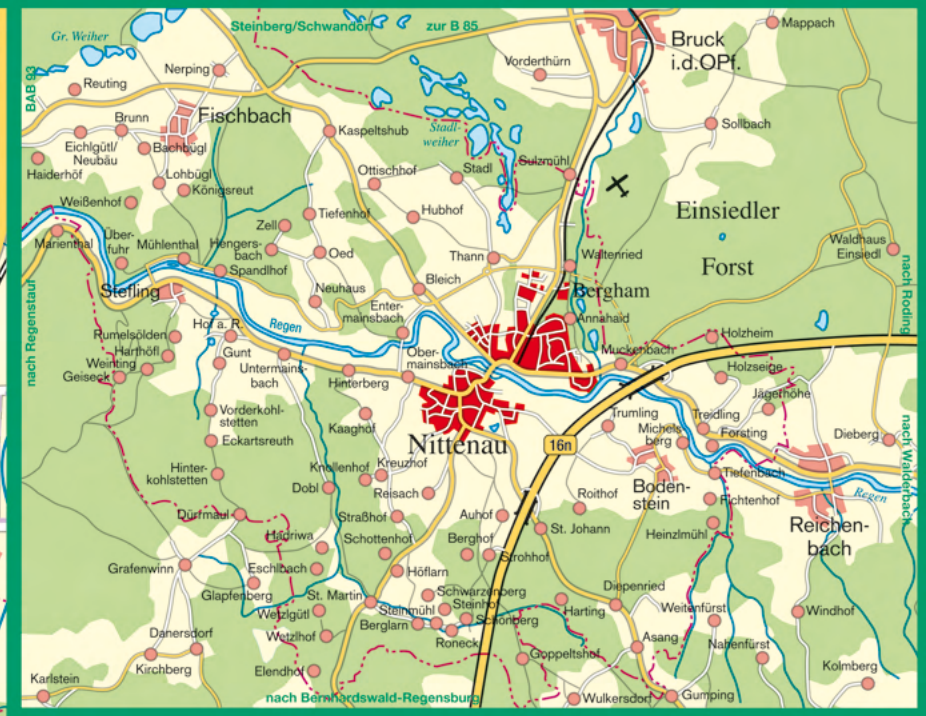 Steinberg/Schwandorf
zur B 85
Gr. Weiher
BAB 93
Mappach
Bruck
i.d.OPf.
Nerping
Vorderthürn
Reuting
Fischbach
Brunn
Kaspeltshub
Stadl-
weiher
Sollbach
Eichlgütl/
Neubäu
Bachbügl
Haiderhöf
Lohbügl
Königsreut
Ottischhof
Stadl
Sulzmühl
Weißenhof
Tiefenhof
Hubhof
Einsiedler
Forst
Marienthal
Über-
fuhr
Mühlenthal
Zell
Hengers-
bach
Oed
Spandlhof
Thann
Waltenried
Waldhaus
Einsiedl
Stefling
Neuhaus
Bleich
Bergham
nach Roding
nach Regenstauf
Regen
Enter-
mainsbach
Annahaid
Rumelsölden
Hof a. R.
Harthöfl
Weinting
Geiseck
Gunt
Untermains-
bach
Hinterberg
Ober-
mainsbach
Muckenbach
Holzheim
Holzseige
Jägerhöhe
Vorderkohl-
stetten
Eckartsreuth
Kaaghof
Nittenau
16n
Trumling
Michels
berg
Treidling
Forsting
Dieberg
nach Walderbach
Hinter-
kohlstetten
Knollenhof
Kreuzhof
Dobl
Reisach
Boden-
stein
Tiefenbach
Regen
Dürfmaul
Straßhof
Auhof
Roithof
Fichtenhof
Reichen-
bach
Hadriwa
Schottenhof
Berghof
St. Johann
Heinzlmühl
Grafenwinn
Eschlbach
Höflarn
Strohhof
Glapfenberg
St. Martin
Schwarzenberg
Diepenried
Wetzlgütl
Steinmühl
Steinhof
Harting
Weitenfürst
Windhof
Berglarn
Schönberg
Danersdorf
Wetzlhof
Roneck
Asang
Nahenfürst
Kirchberg
Elendhof
Goppeltshof
Kolmberg
Karlstein
nach Bernhardswald-Regensburg
Wulkersdorf
Gumping